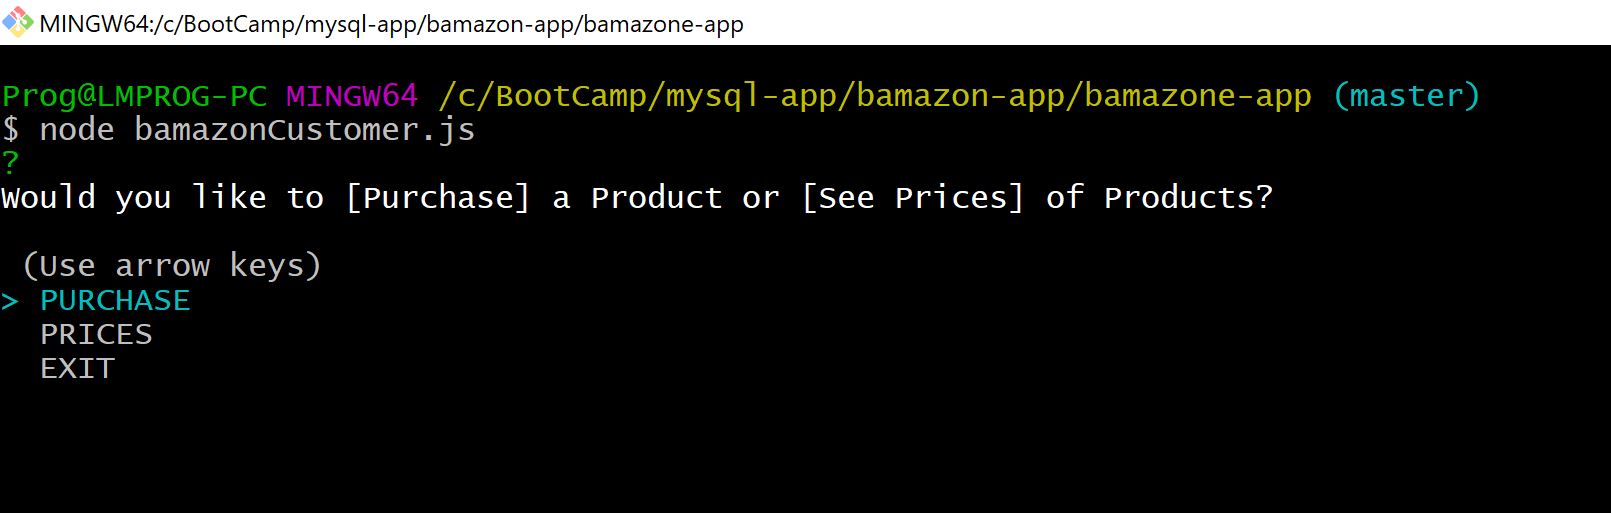 MINGW64:/c/BootCamp/mysql-app/bamazon-app/bamazone-app
Prog@LMPROG-PC MINGW64 /c/BootCamp/mysql-app/bamazon-app/bamazone-app (master)
$ node bamazonCustomer.js
?
Would you like to [Purchase] a Product or [See Prices] of Products?
(Use arrow keys)
> PURCHASE
PRICES
EXIT